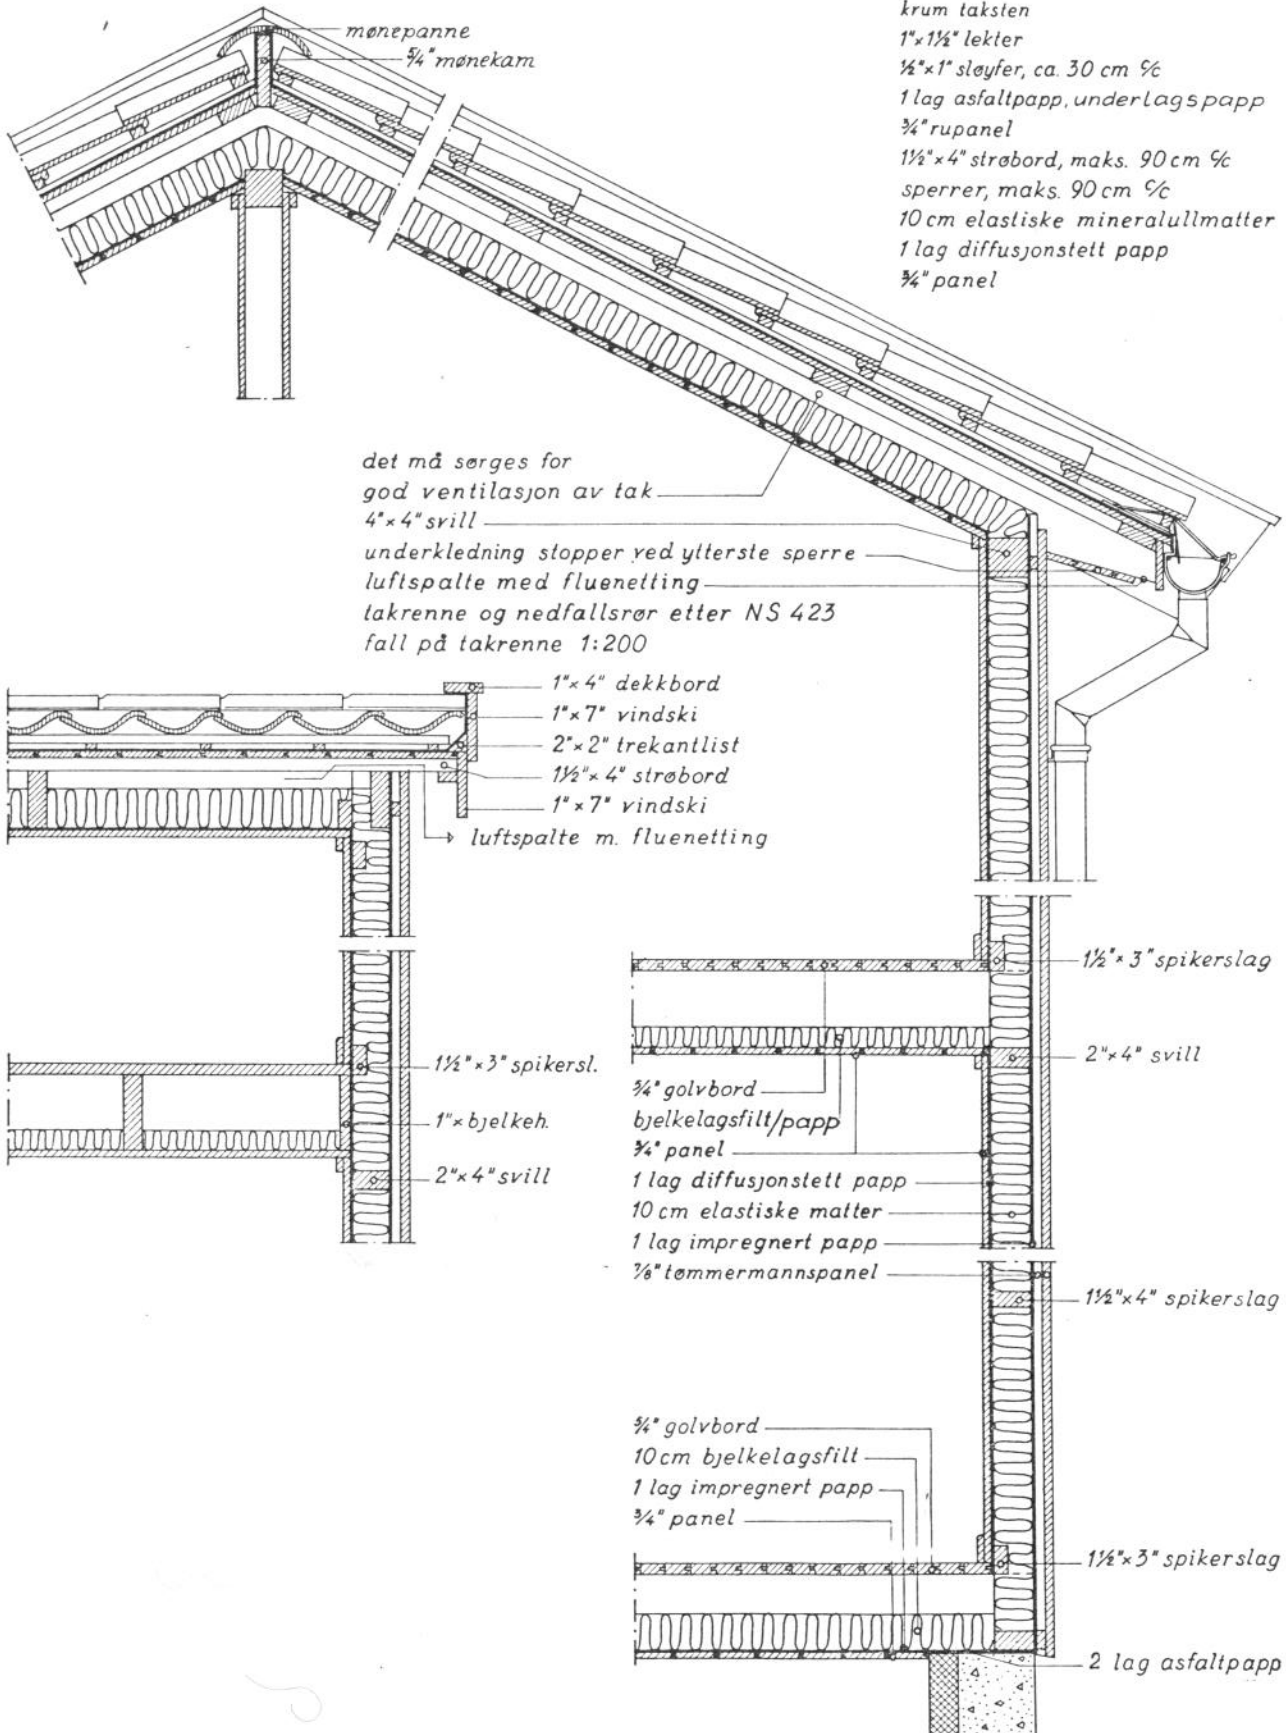 mønepanne
5/4" mønekam
krum taksten
1"×1½" lekter
½"×1" sløyfer, ca. 30 cm c/c
1 lag asfaltpapp, underlagspapp
¾" rupanel
1½"×4" strøbord, maks. 90 cm c/c
sperrer, maks. 90 cm c/c
10 cm elastiske mineralullmatter
1 lag diffusjonstett papp
¾" panel
det må sørges for
god ventilasjon av tak
4"×4" svill
underkledning stopper ved ytterste sperre
luftspalte med fluenetting
takrenne og nedfallsrør etter NS 423
fall på takrenne 1:200
1"×4" dekkbord
1"×7" vindski
2"×2" trekantlist
1½"×4" strøbord
1"×7" vindski
luftspalte m. fluenetting
1½"×3" spikersl.
1"×bjelkeh.
2"×4" svill
1½"×3" spikerslag
2"×4" svill
5/4" golvbord
bjelkelagsfilt/papp
¾" panel
1 lag diffusjonstett papp
10 cm elastiske matter
1 lag impregnert papp
7/8" tømmermannspanel
1½"×4" spikerslag
5/4" golvbord
10 cm bjelkelagsfilt
1 lag impregnert papp
¾" panel
1½"×3" spikerslag
2 lag asfaltpapp